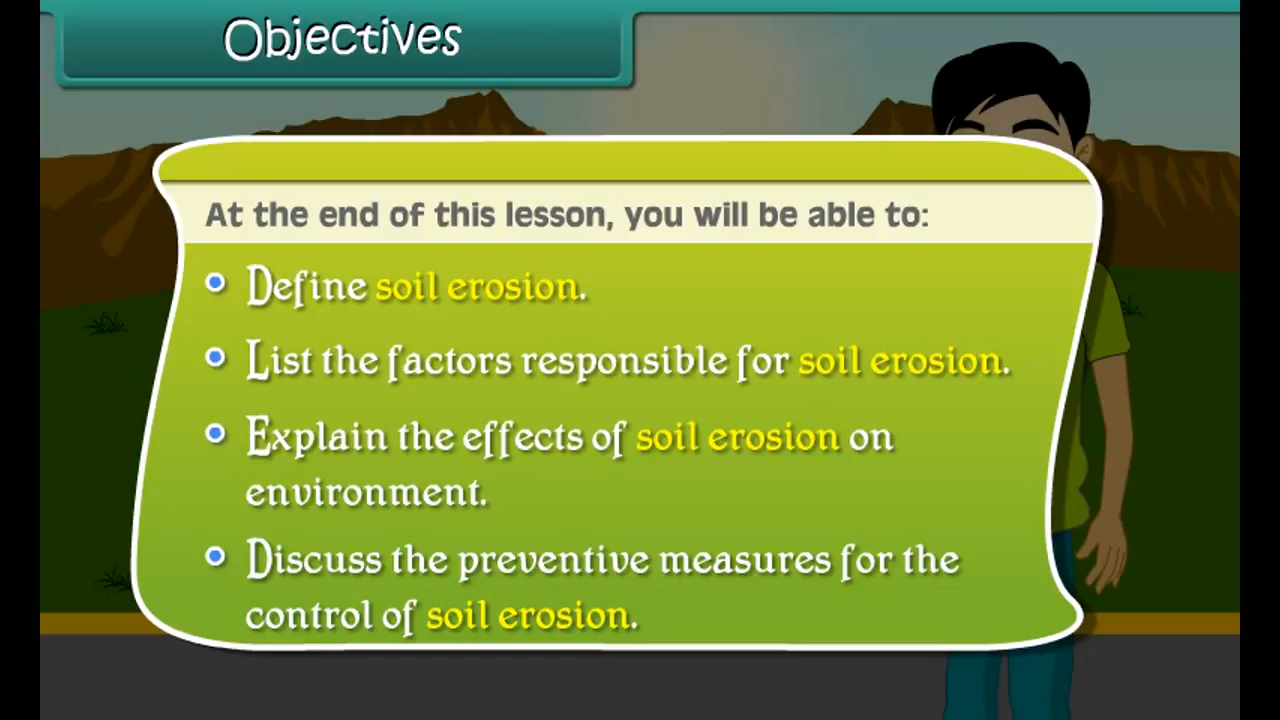 Objectives
At the end of this lesson, you will be able to:
Define soil erosion.
List the factors responsible for soil erosion.
Explain the effects of soil erosion on
environment.
Discuss the preventive measures for the
control of soil erosion.